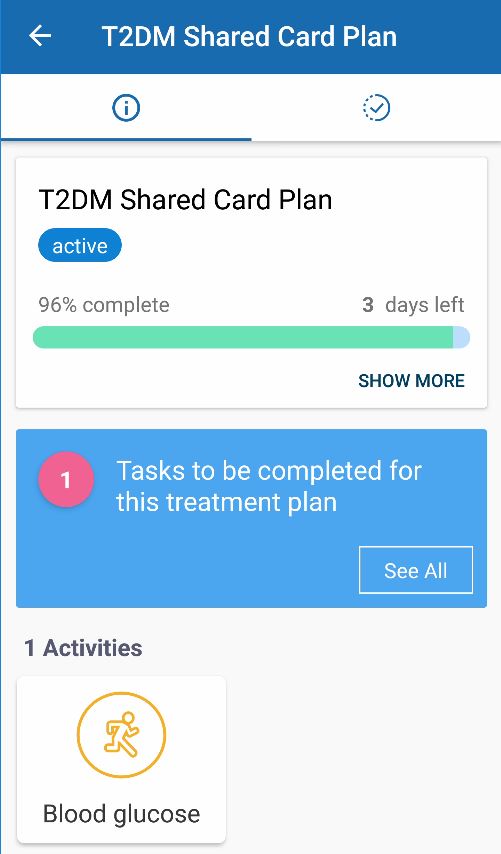 T2DM Shared Card Plan
T2DM Shared Card Plan
active
96% complete
3 days left
SHOW MORE
1
Tasks to be completed for
this treatment plan
See All
1 Activities
Blood glucose